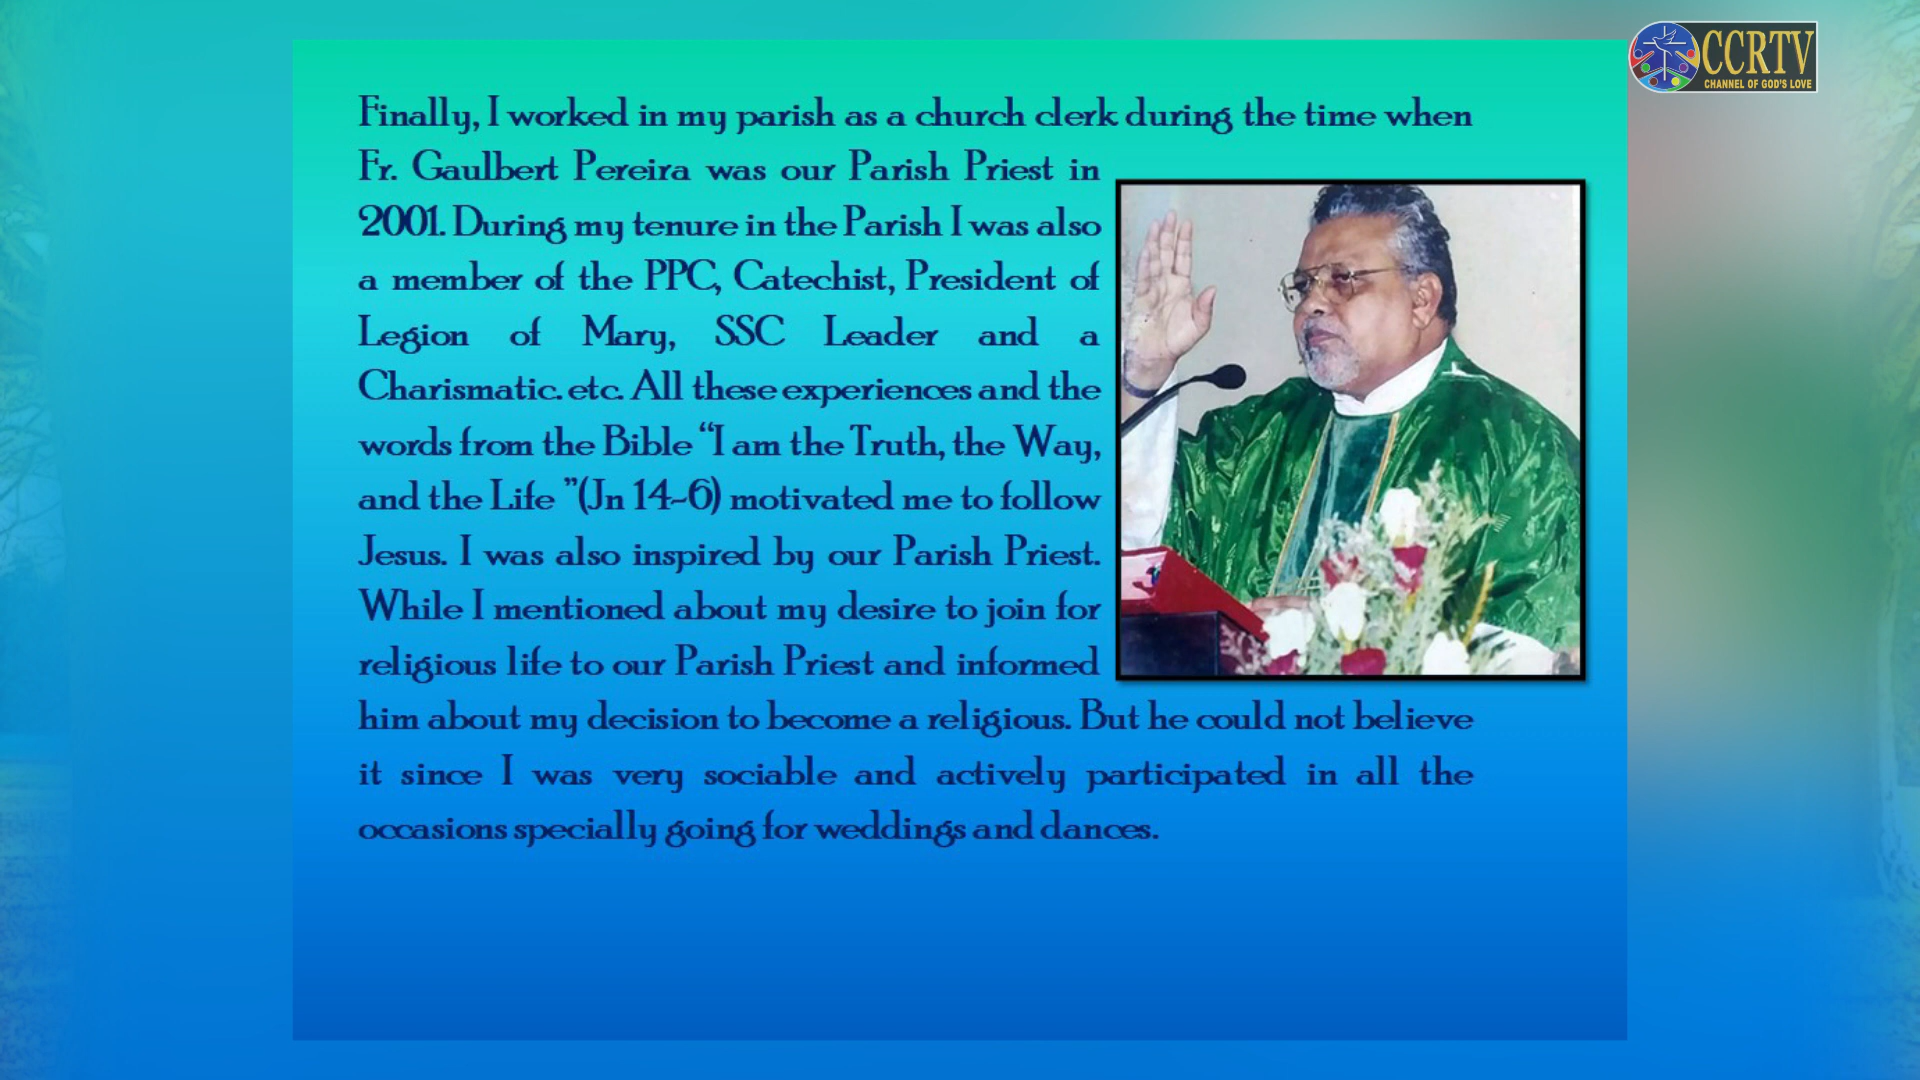 CCRTV
CHANNEL OF GOD'S LOVE
Finally, I worked in my parish as a church clerk during the time when
Fr. Gaulbert Pereira was our Parish Priest in
2001. During my tenure in the Parish I was also
a member of the PPC, Catechist, President of
Legion of Mary, SSC Leader and a
Charismatic. etc. All these experiences and the
words from the Bible “I am the Truth, the Way,
and the Life ”(Jn 14-6) motivated me to follow
Jesus. I was also inspired by our Parish Priest.
While I mentioned about my desire to join for
religious life to our Parish Priest and informed
him about my decision to become a religious. But he could not believe
it since I was very sociable and actively participated in all the
occasions specially going for weddings and dances.